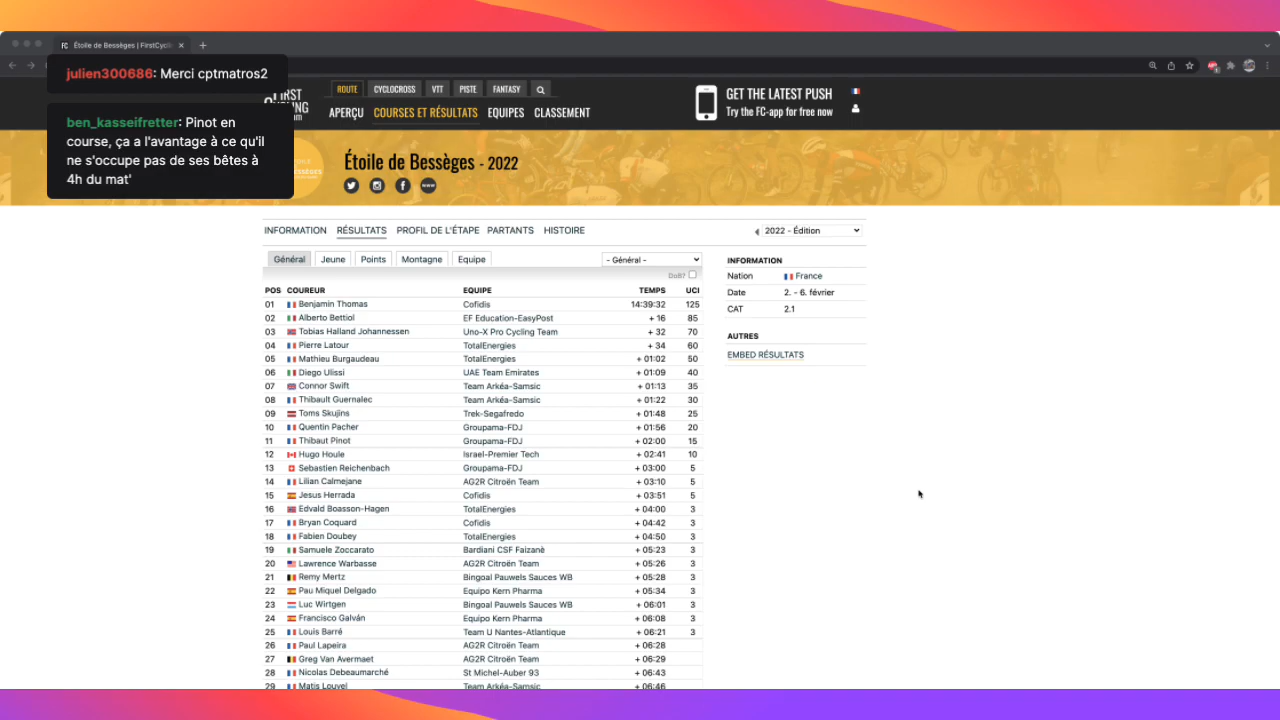 Étoile de Bessèges | FirstCycli
julien300686: Merci cptmatros2
ben_kasseifretter: Pinot en
course, ça a l'avantage à ce qu'il
ne s'occupe pas de ses bêtes à
4h du mat'
ROUTE CYCLOCROSS VTT PISTE FANTASY
APERÇU COURSES ET RÉSULTATS EQUIPES CLASSEMENT
GET THE LATEST PUSH
Try the FC-app for free now
Étoile de Bessèges - 2022
www
INFORMATION RÉSULTATS PROFIL DE L'ÉTAPE PARTANTS HISTOIRE
2022 - Édition
Général Jeune Points Montagne Equipe
- Général -
Do8?
POS COUREUR EQUIPE TEMPS UCI
01 Benjamin Thomas Cofidis 14:39:32 125
02 Alberto Bettiol EF Education-EasyPost + 16 85
03 Tobias Halland Johannessen Uno-X Pro Cycling Team + 32 70
04 Pierre Latour TotalEnergies + 34 60
05 Mathieu Burgaudeau TotalEnergies + 01:02 50
06 Diego Ulissi UAE Team Emirates + 01:09 40
07 Connor Swift Team Arkéa-Samsic + 01:13 35
08 Thibault Guernalec Team Arkéa-Samsic + 01:22 30
09 Toms Skujins Trek-Segafredo + 01:48 25
10 Quentin Pacher Groupama-FDJ + 01:56 20
11 Thibaut Pinot Groupama-FDJ + 02:00 15
12 Hugo Houle Israel-Premier Tech + 02:41 10
13 Sebastien Reichenbach Groupama-FDJ + 03:00 5
14 Lilian Calmejane AG2R Citroën Team + 03:10 5
15 Jesus Herrada Cofidis + 03:51 5
16 Edvald Boasson-Hagen TotalEnergies + 04:00 3
17 Bryan Coquard Cofidis + 04:42 3
18 Fabien Doubey TotalEnergies + 04:50 3
19 Samuele Zoccarato Bardiani CSF Faizanè + 05:23 3
20 Lawrence Warbasse AG2R Citroën Team + 05:26 3
21 Remy Mertz Bingoal Pauwels Sauces WB + 05:28 3
22 Pau Miquel Delgado Equipo Kern Pharma + 05:34 3
23 Luc Wirtgen Bingoal Pauwels Sauces WB + 06:01 3
24 Francisco Galván Equipo Kern Pharma + 06:08 3
25 Louis Barré Team U Nantes-Atlantique + 06:21 3
26 Paul Lapeira AG2R Citroën Team + 06:28
27 Greg Van Avermaet AG2R Citroën Team + 06:29
28 Nicolas Debeaumarché St Michel-Auber 93 + 06:43
29 Matis Louvel Team Arkéa-Samsic + 06:46
INFORMATION
Nation France
Date 2. - 6. février
CAT 2.1
AUTRES
EMBED RÉSULTATS